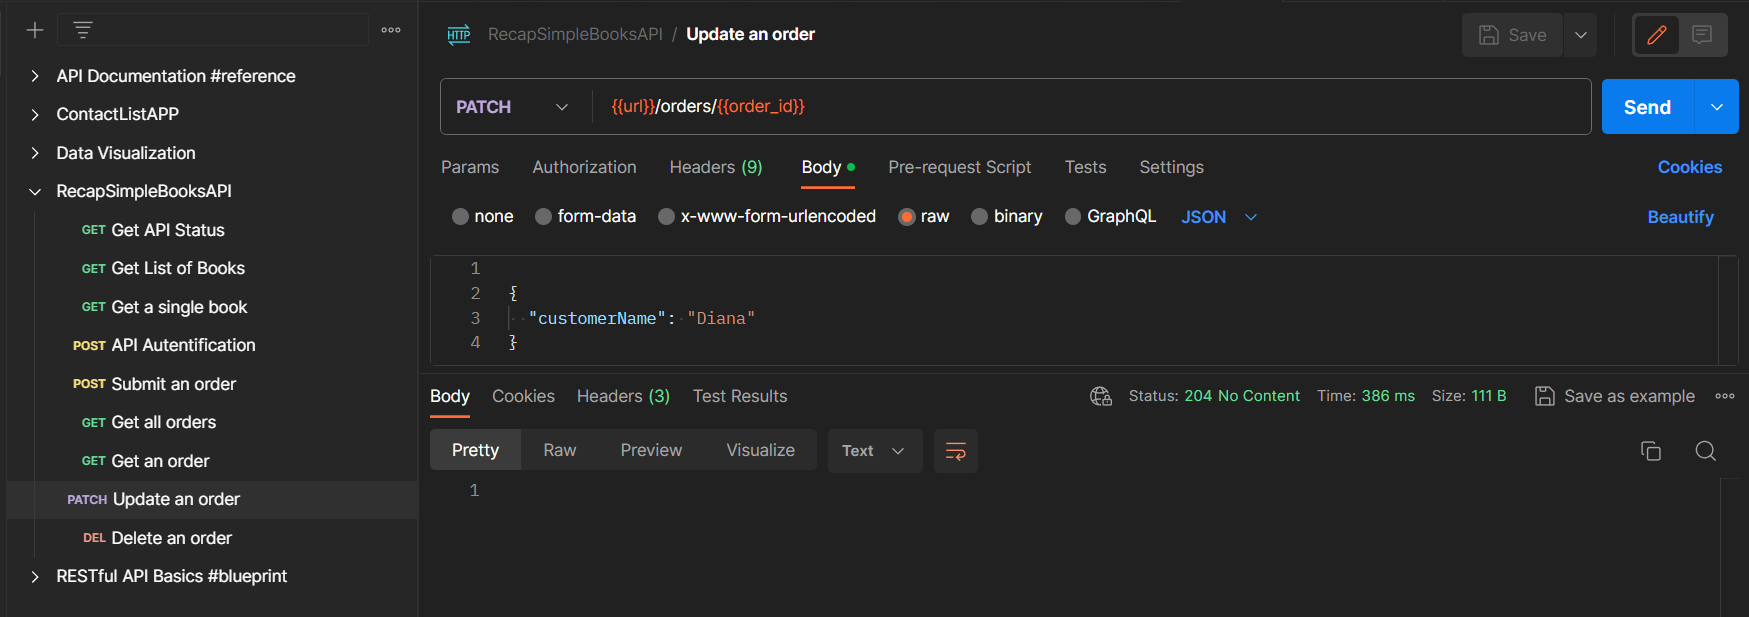 API Documentation #reference
ContactListAPP
Data Visualization
RecapSimpleBooksAPI
GET Get API Status
GET Get List of Books
GET Get a single book
POST API Autentification
POST Submit an order
GET Get all orders
GET Get an order
PATCH Update an order
DEL Delete an order
RESTful API Basics #blueprint
HTTP RecapSimpleBooksAPI / Update an order
Save
PATCH {{url}}/orders/{{order_id}}
Send
Params Authorization Headers (9) Body Pre-request Script Tests Settings Cookies
none form-data x-www-form-urlencoded raw binary GraphQL JSON Beautify
1
2 {
3 "customerName": "Diana"
4 }
Body Cookies Headers (3) Test Results Status: 204 No Content Time: 386 ms Size: 111 B Save as example
Pretty Raw Preview Visualize Text
1